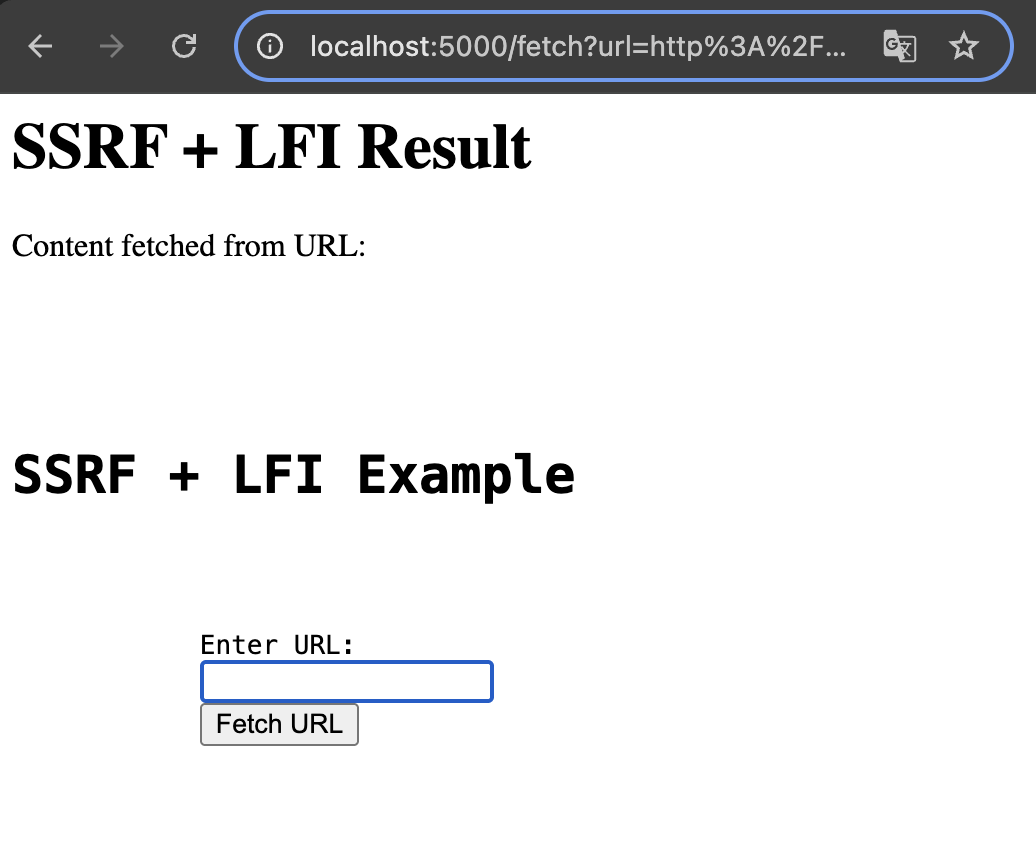 localhost:5000/fetch?url=http%3A%2F...
SSRF + LFI Result
Content fetched from URL:
SSRF + LFI Example
Enter URL:
Fetch URL